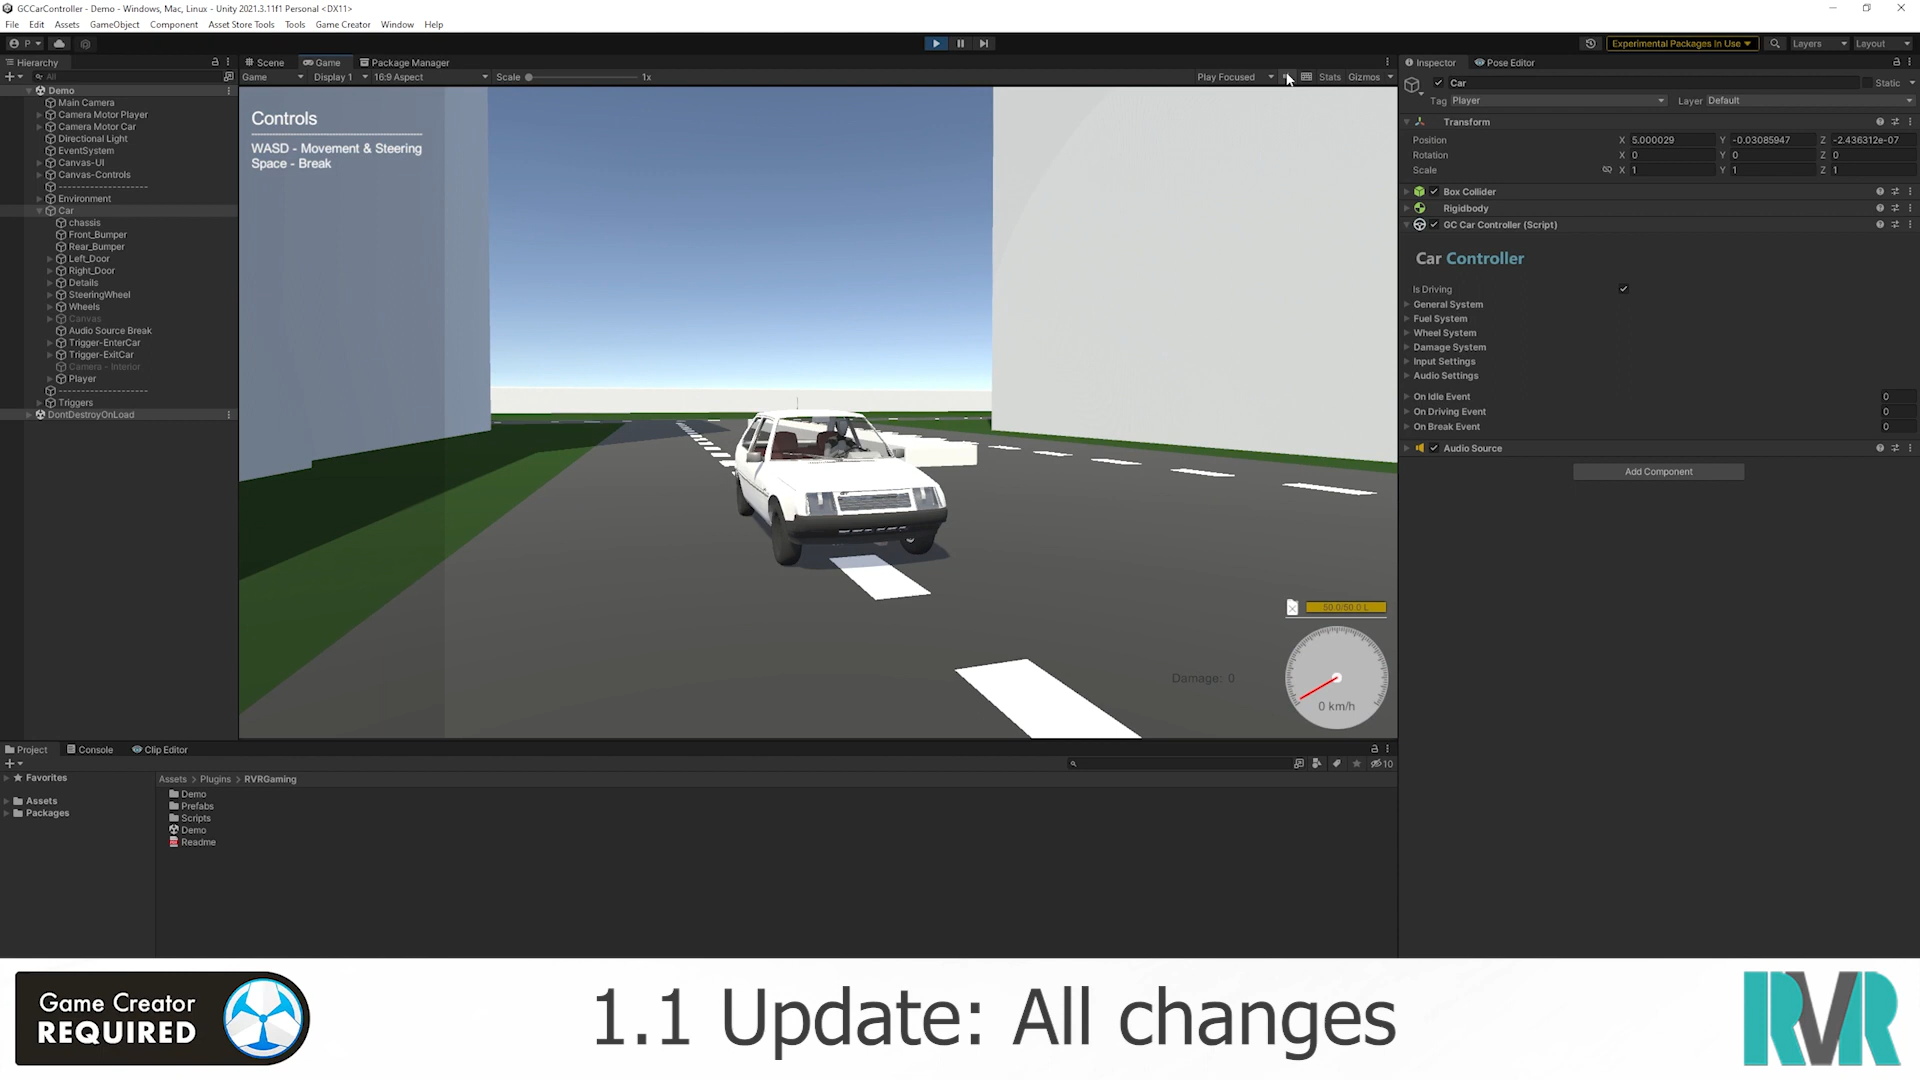 GCCarController - Demo - Windows, Mac, Linux - Unity 2021.3.11f1 Personal <DX11>
File Edit Assets GameObject Component Asset Store Tools Tools Game Creator Window Help
P
Experimental Packages In Use
Layers
Layout
Hierarchy
All
Demo
Main Camera
Camera Motor Player
Camera Motor Car
Directional Light
EventSystem
Canvas-UI
Canvas-Controls
--------------------
Environment
Car
chassis
Front_Bumper
Rear_Bumper
Left_Door
Right_Door
Details
SteeringWheel
Wheels
Canvas
Audio Source Break
Trigger-EnterCar
Trigger-ExitCar
Camera - Interior
Player
--------------------
Triggers
DontDestroyOnLoad
Scene Game Package Manager
Game Display 1 16:9 Aspect Scale 1x Play Focused Stats Gizmos
Controls
WASD - Movement & Steering
Space - Break
50.0/50.0 L
Damage: 0
0 km/h
Inspector Pose Editor
Car Static
Tag Player Layer Default
Transform
Position X 5.000029 Y -0.03085947 Z -2.436312e-07
Rotation X 0 Y 0 Z 0
Scale X 1 Y 1 Z 1
Box Collider
Rigidbody
GC Car Controller (Script)
Car Controller
Is Driving
General System
Fuel System
Wheel System
Damage System
Input Settings
Audio Settings
On Idle Event 0
On Driving Event 0
On Break Event 0
Audio Source
Add Component
Project Console Clip Editor
10
Favorites
Assets
Packages
Assets > Plugins > RVRGaming
Demo
Prefabs
Scripts
Demo
Readme
Game Creator
REQUIRED
1.1 Update: All changes
RVR